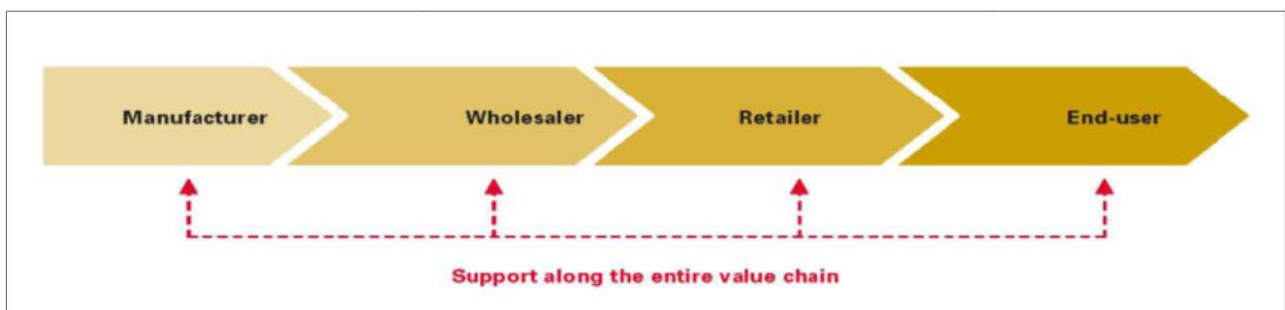 Manufacturer Wholesaler Retailer End-user
Support along the entire value chain